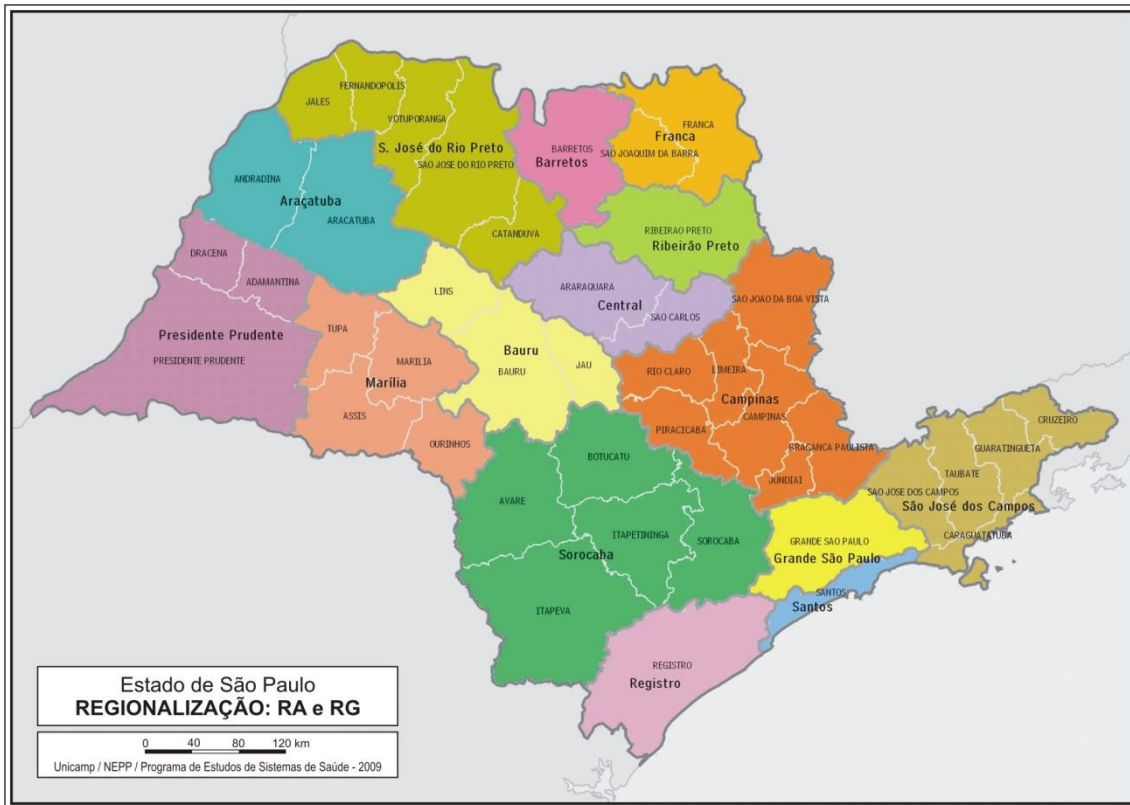 FERNANDOPOLIS
JALES
VOTUPORANGA
S. José do Rio Preto
SAO JOSE DO RIO PRETO
CATANDUVA
BARRETOS
Barretos
FRANCA
Franca
SAO JOAQUIM DA BARRA
ANDRADINA
Araçatuba
ARACATUBA
RIBEIRAO PRETO
Ribeirão Preto
DRACENA
ADAMANTINA
Presidente Prudente
PRESIDENTE PRUDENTE
LINS
Bauru
BAURU
JAU
ARARAQUARA
Central
SAO CARLOS
SAO JOAO DA BOA VISTA
TUPA
MARILIA
Marília
ASSIS
OURINHOS
RIO CLARO
LIMEIRA
Campinas
CAMPINAS
PIRACICABA
BRAGANCA PAULISTA
JUNDIAI
CRUZEIRO
GUARATINGUETA
TAUBATE
SAO JOSE DOS CAMPOS
São José dos Campos
CARAGUATATUBA
BOTUCATU
AVARE
ITAPETININGA
SOROCABA
Sorocaba
ITAPEVA
GRANDE SAO PAULO
Grande São Paulo
SANTOS
Santos
REGISTRO
Registro
Estado de São Paulo
REGIONALIZAÇÃO: RA e RG
0 40 80 120 km
Unicamp / NEPP / Programa de Estudos de Sistemas de Saúde - 2009